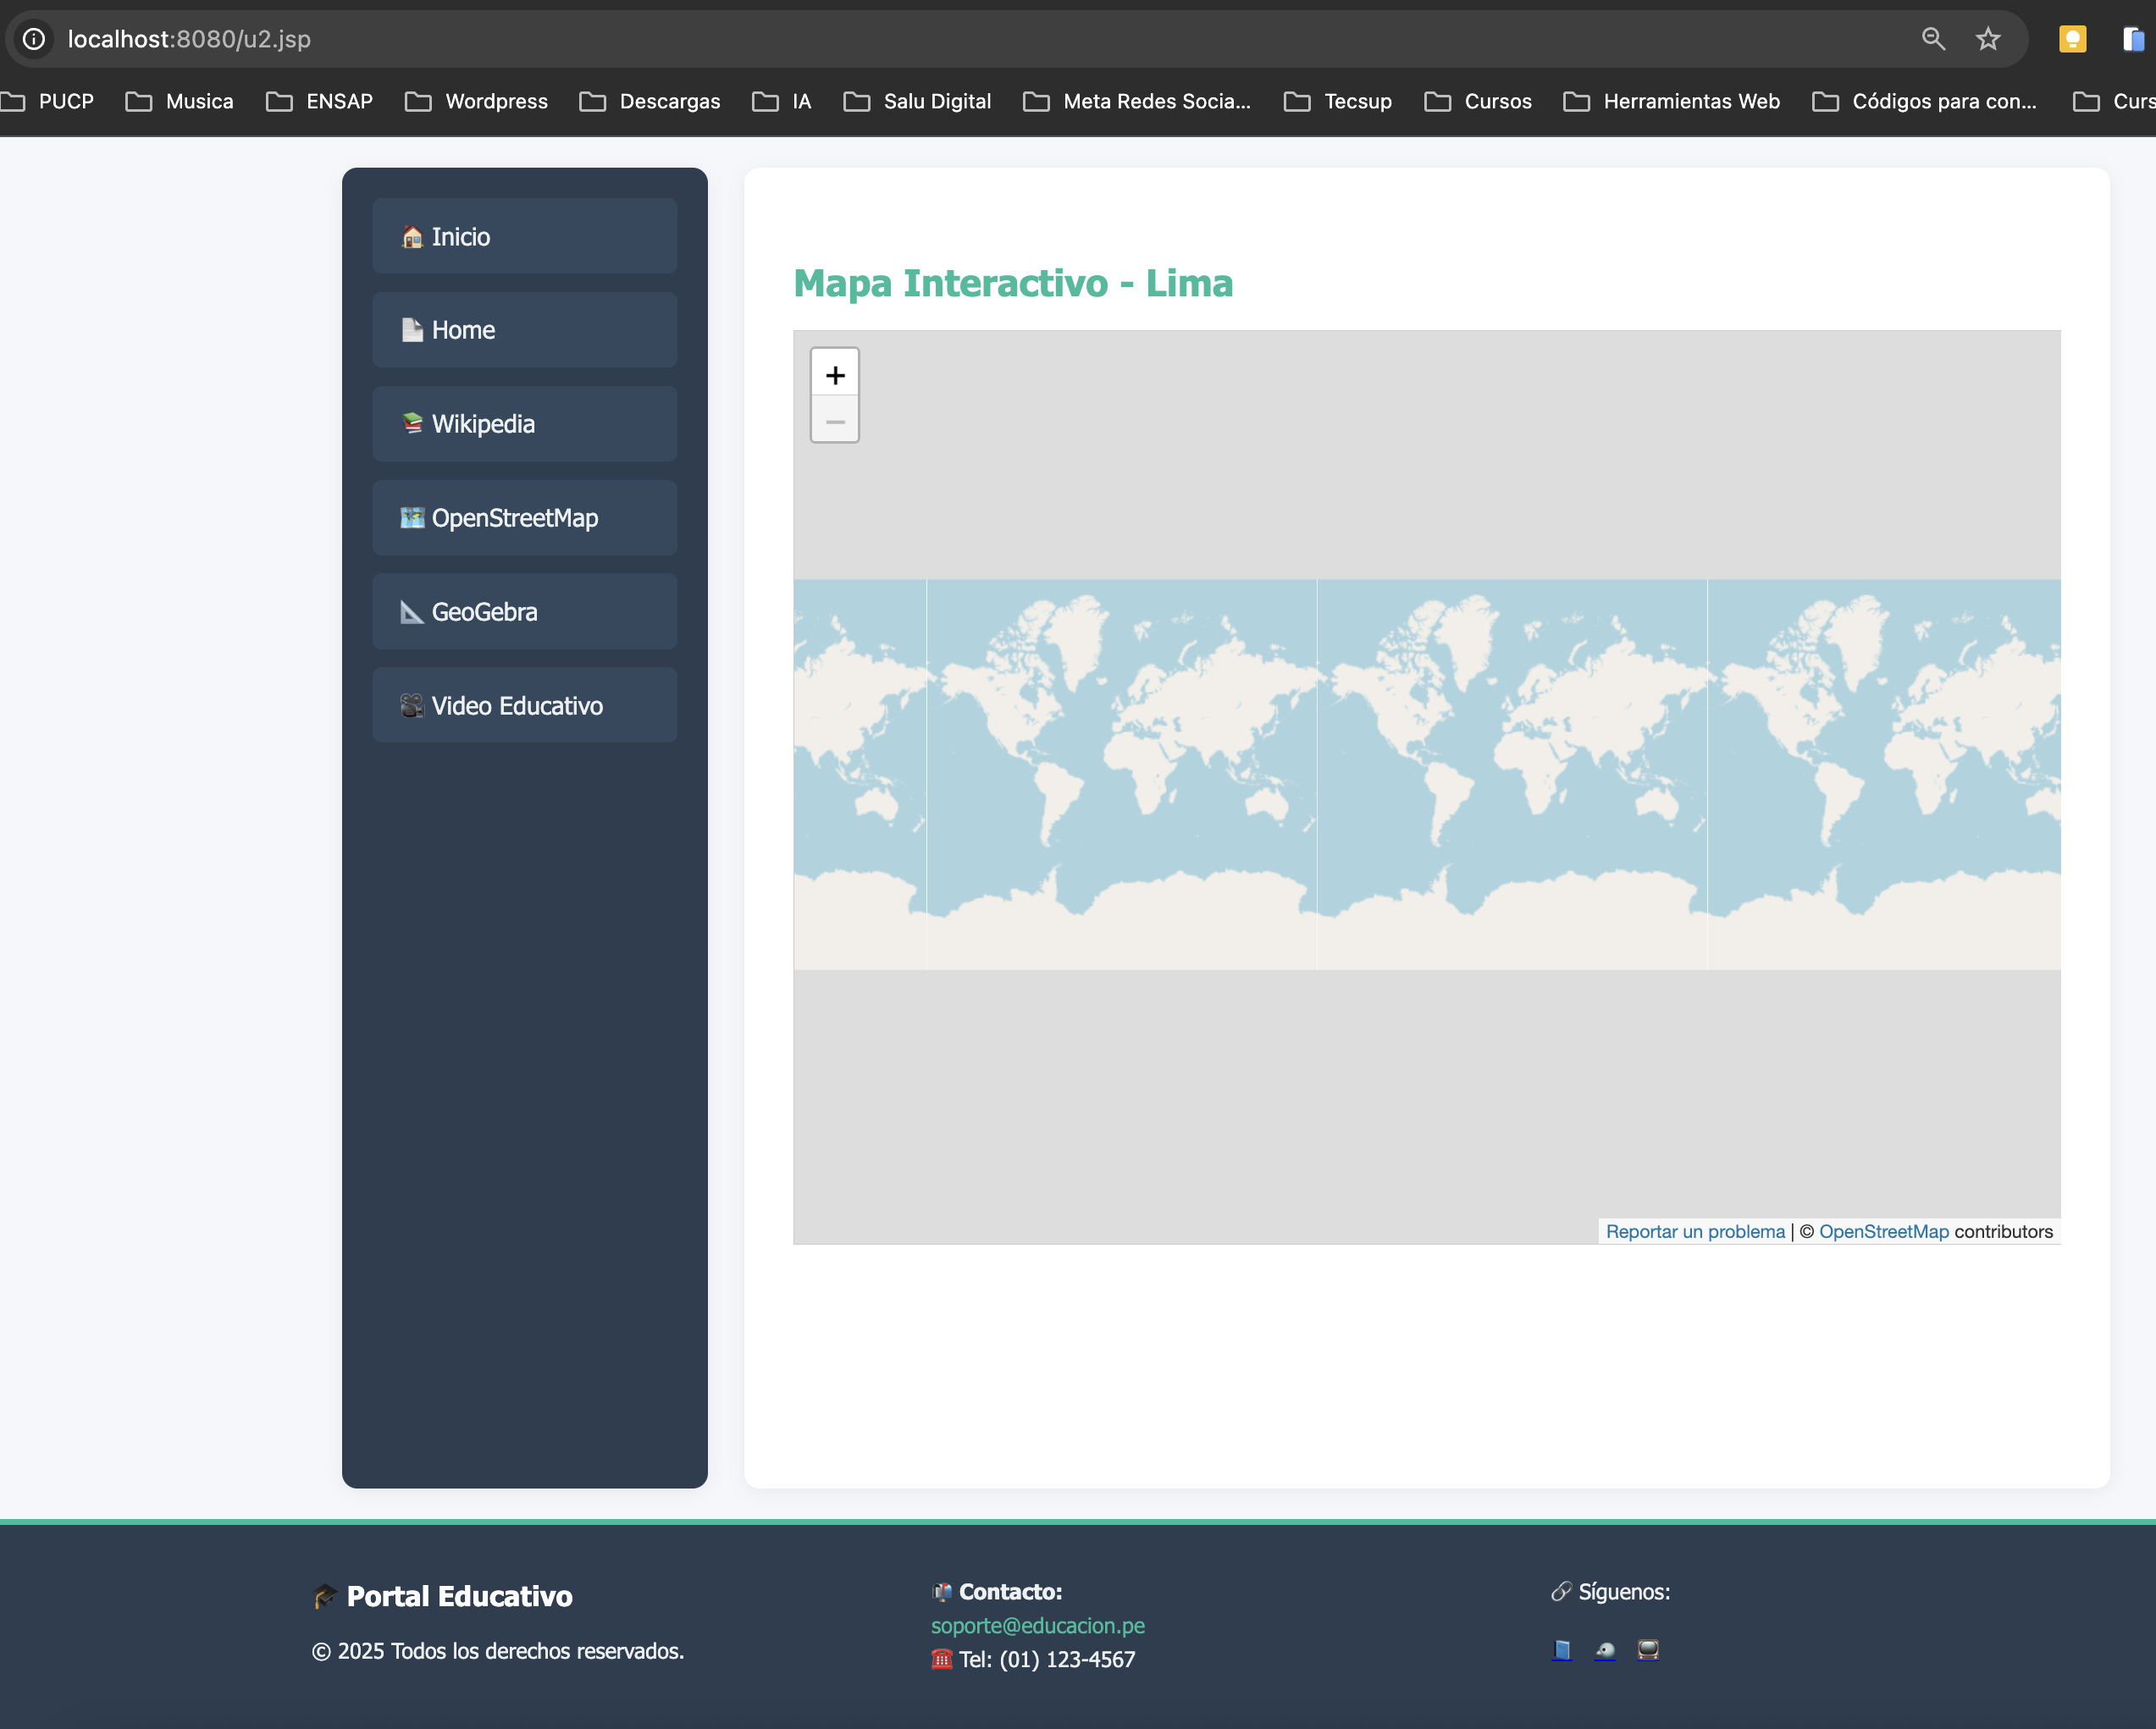 localhost:8080/u2.jsp
PUCP Musica ENSAP Wordpress Descargas IA Salu Digital Meta Redes Socia... Tecsup Cursos Herramientas Web Códigos para con... Curs
Inicio
Home
Wikipedia
OpenStreetMap
GeoGebra
Video Educativo
Mapa Interactivo - Lima
+
−
Reportar un problema | © OpenStreetMap contributors
Portal Educativo
© 2025 Todos los derechos reservados.
Contacto:
soporte@educacion.pe
Tel: (01) 123-4567
Síguenos: